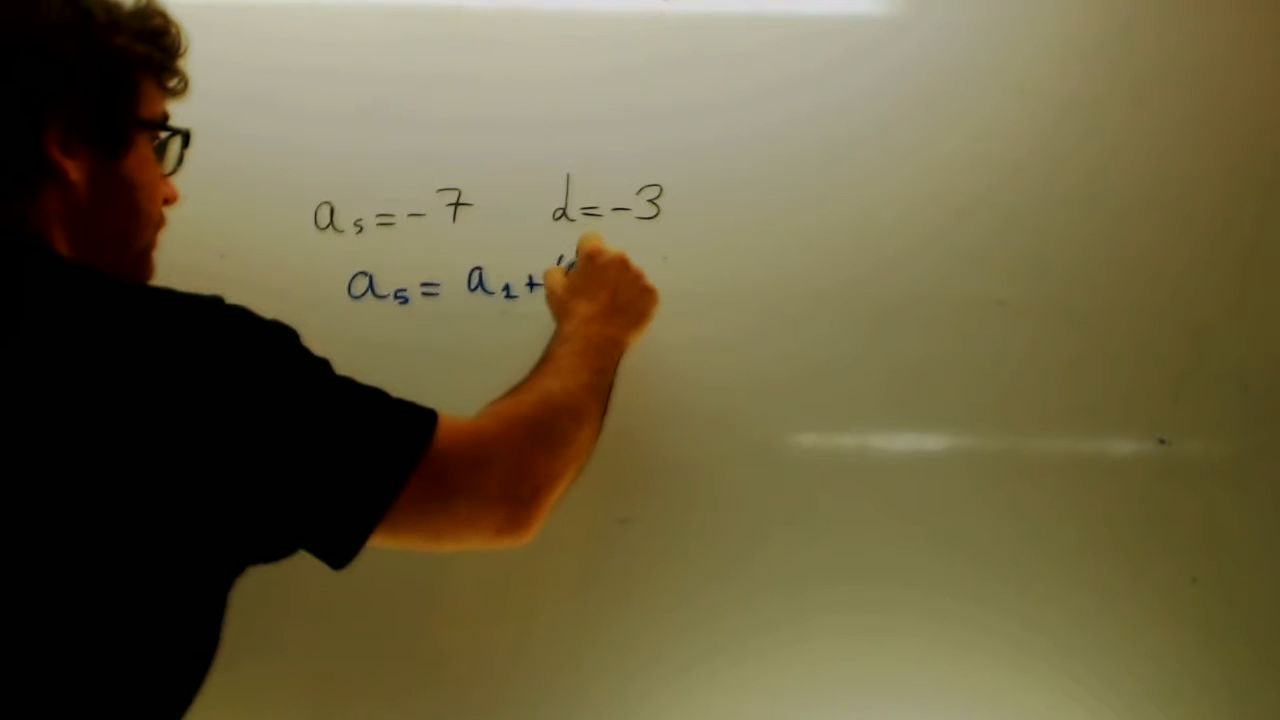 a₅ = -7 d = -3
a₅ = a₁ +